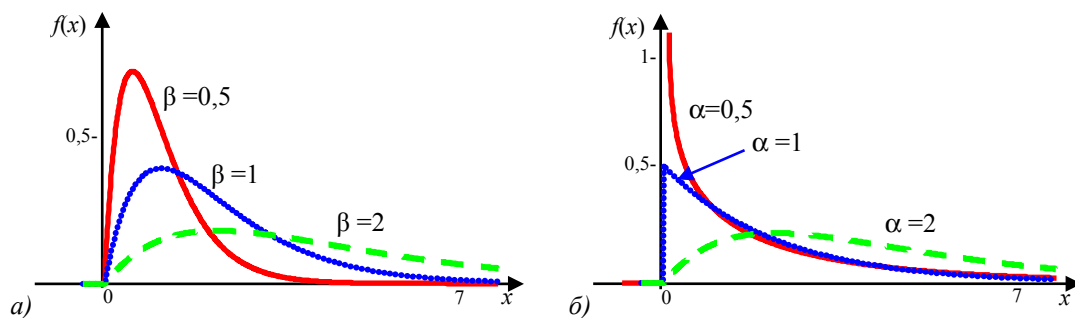 f(x)
β =0,5
0,5-
β =1
β =2
0
7
x
а)
f(x)
1-
α=0,5
α =1
0,5-
α =2
0
7
x
б)